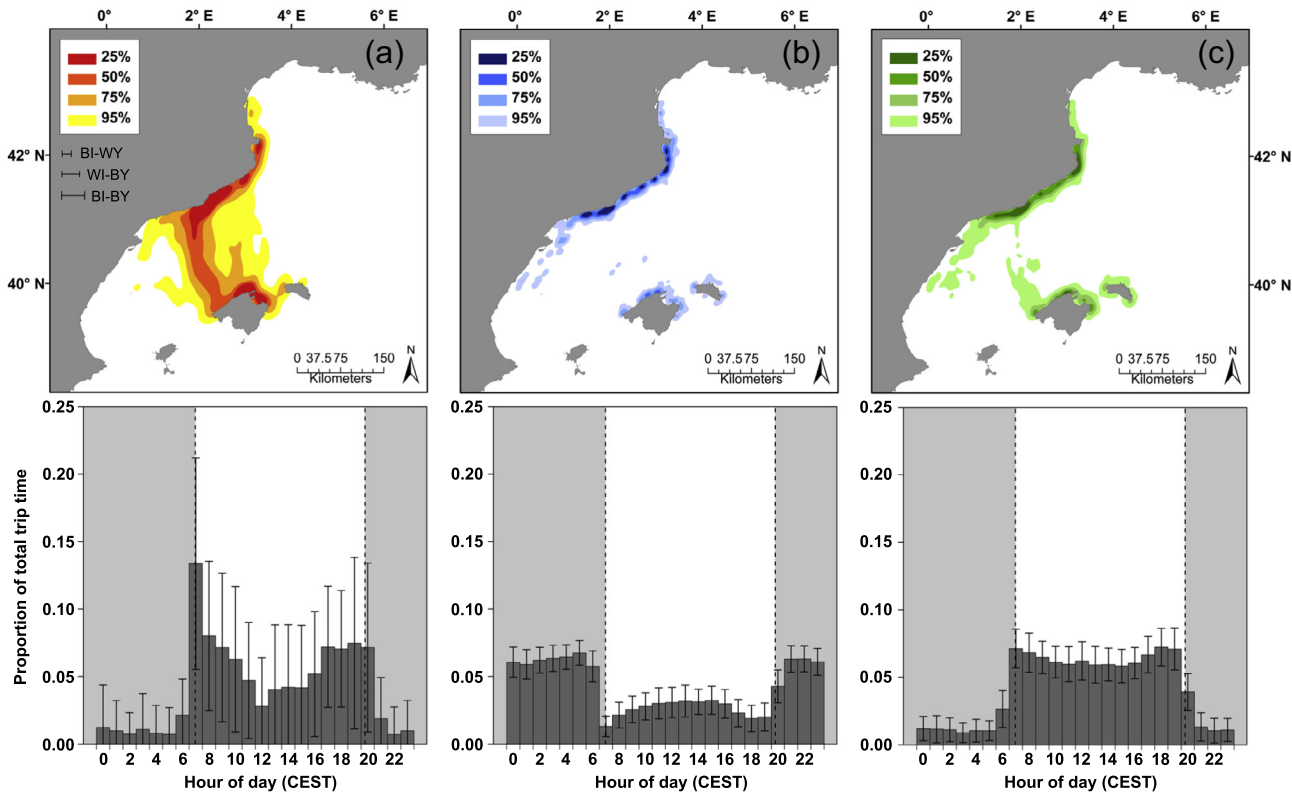 0° 2° E 4° E 6° E
0° 2° E 4° E 6° E
0° 2° E 4° E 6° E
(a)
25%
50%
75%
95%
BI-WY
WI-BY
BI-BY
42° N
40° N
0 37.575 150
Kilometers
N
(b)
25%
50%
75%
95%
0 37.575 150
Kilometers
N
(c)
25%
50%
75%
95%
42° N
40° N
0 37.575 150
Kilometers
N
Proportion of total trip time
0.25
0.20
0.15
0.10
0.05
0.00
0 2 4 6 8 10 12 14 16 18 20 22
Hour of day (CEST)
0.25
0.20
0.15
0.10
0.05
0.00
0 2 4 6 8 10 12 14 16 18 20 22
Hour of day (CEST)
0.25
0.20
0.15
0.10
0.05
0.00
0 2 4 6 8 10 12 14 16 18 20 22
Hour of day (CEST)